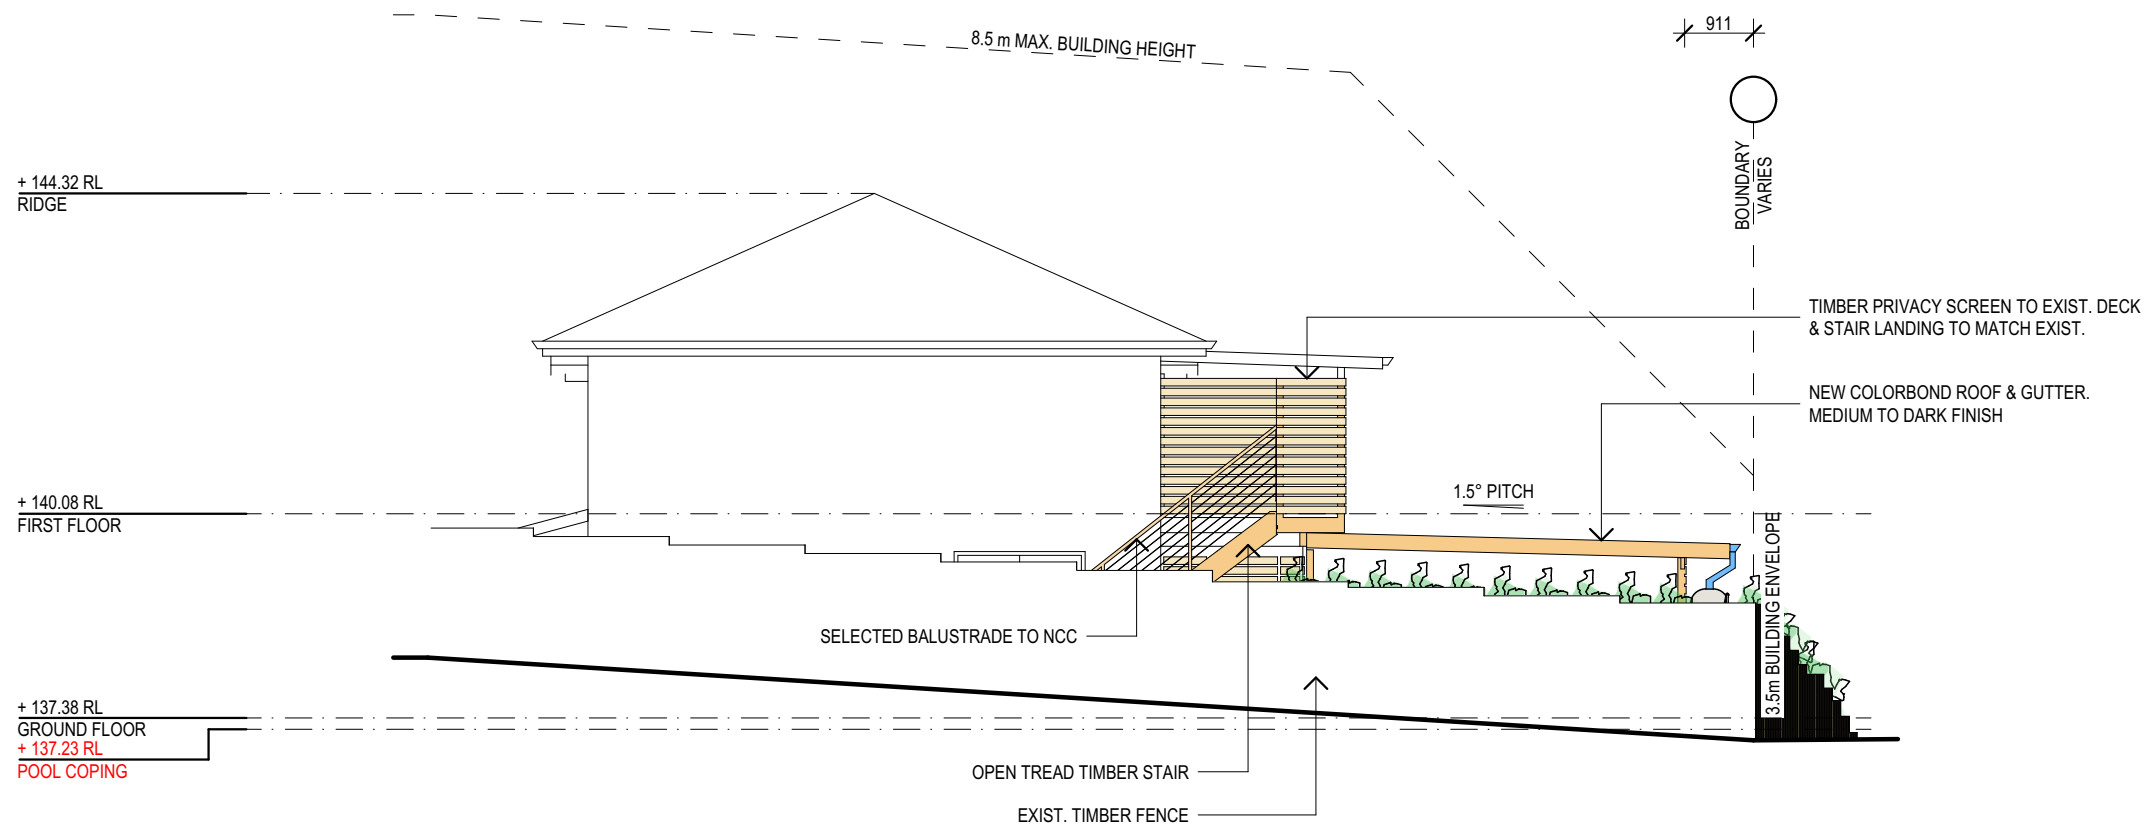 8.5 m MAX. BUILDING HEIGHT
911
BOUNDARY
VARIES
+ 144.32 RL
RIDGE
TIMBER PRIVACY SCREEN TO EXIST. DECK
& STAIR LANDING TO MATCH EXIST.
NEW COLORBOND ROOF & GUTTER.
MEDIUM TO DARK FINISH
1.5° PITCH
+ 140.08 RL
FIRST FLOOR
3.5m BUILDING ENVELOPE
SELECTED BALUSTRADE TO NCC
+ 137.38 RL
GROUND FLOOR
+ 137.23 RL
POOL COPING
OPEN TREAD TIMBER STAIR
EXIST. TIMBER FENCE